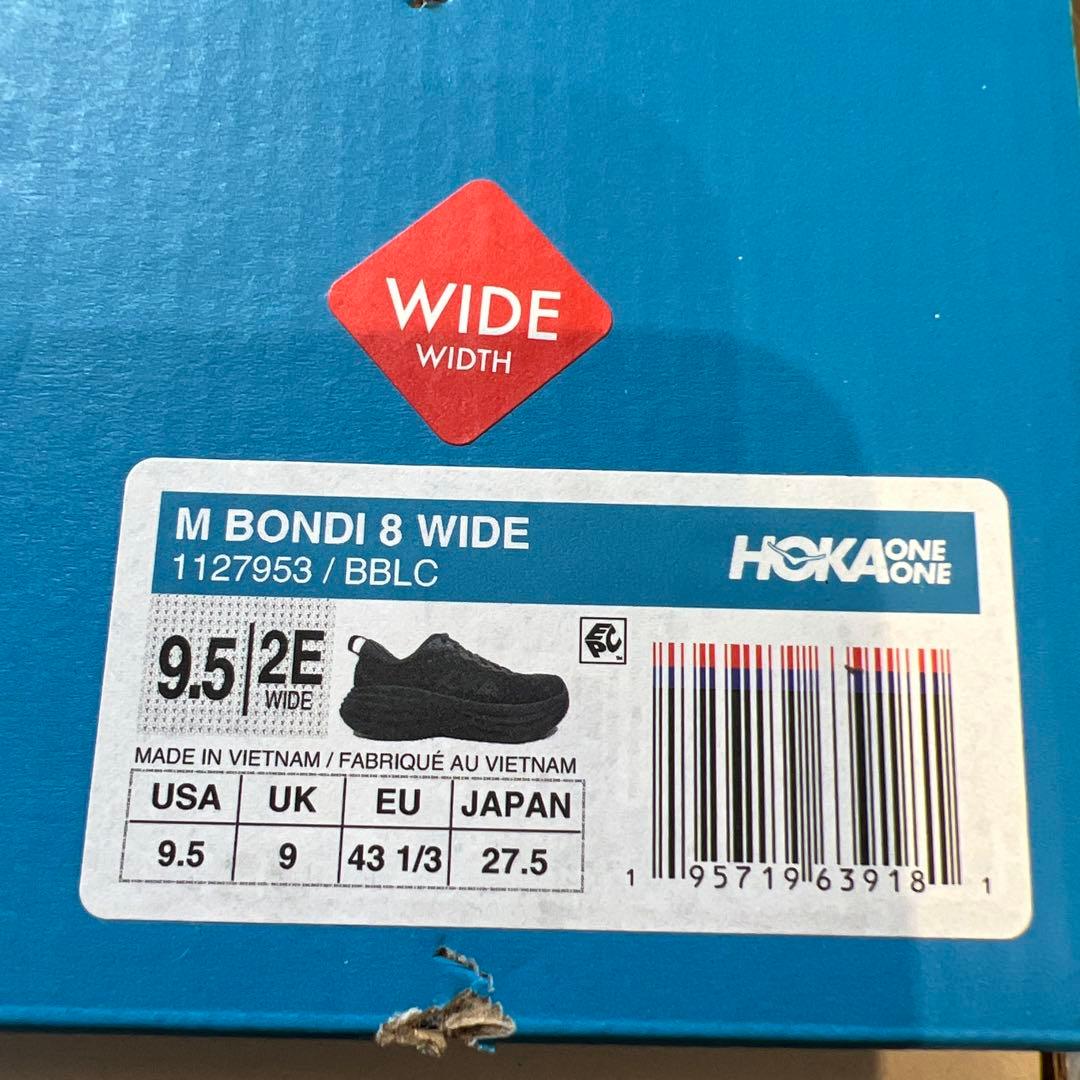 WIDE
WIDTH
M BONDI 8 WIDE
1127953 / BBLC
HOKA ONE ONE
9.5 2E
WIDE
EPC
MADE IN VIETNAM / FABRIQUÉ AU VIETNAM
USA UK EU JAPAN
9.5 9 43 1/3 27.5
1 95719 63918 1